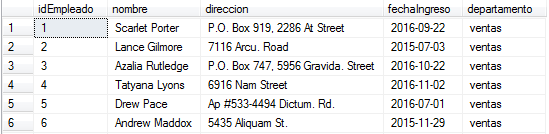 idEmpleado nombre direccion fechaIngreso departamento
1 1 Scarlet Porter P.O. Box 919, 2286 At Street 2016-09-22 ventas
2 2 Lance Gilmore 7116 Arcu. Road 2015-07-03 ventas
3 3 Azalia Rutledge P.O. Box 747, 5956 Gravida. Street 2016-10-22 ventas
4 4 Tatyana Lyons 6916 Nam Street 2016-11-02 ventas
5 5 Drew Pace Ap #533-4494 Dictum. Rd. 2016-07-01 ventas
6 6 Andrew Maddox 5435 Aliquam St. 2015-11-29 ventas